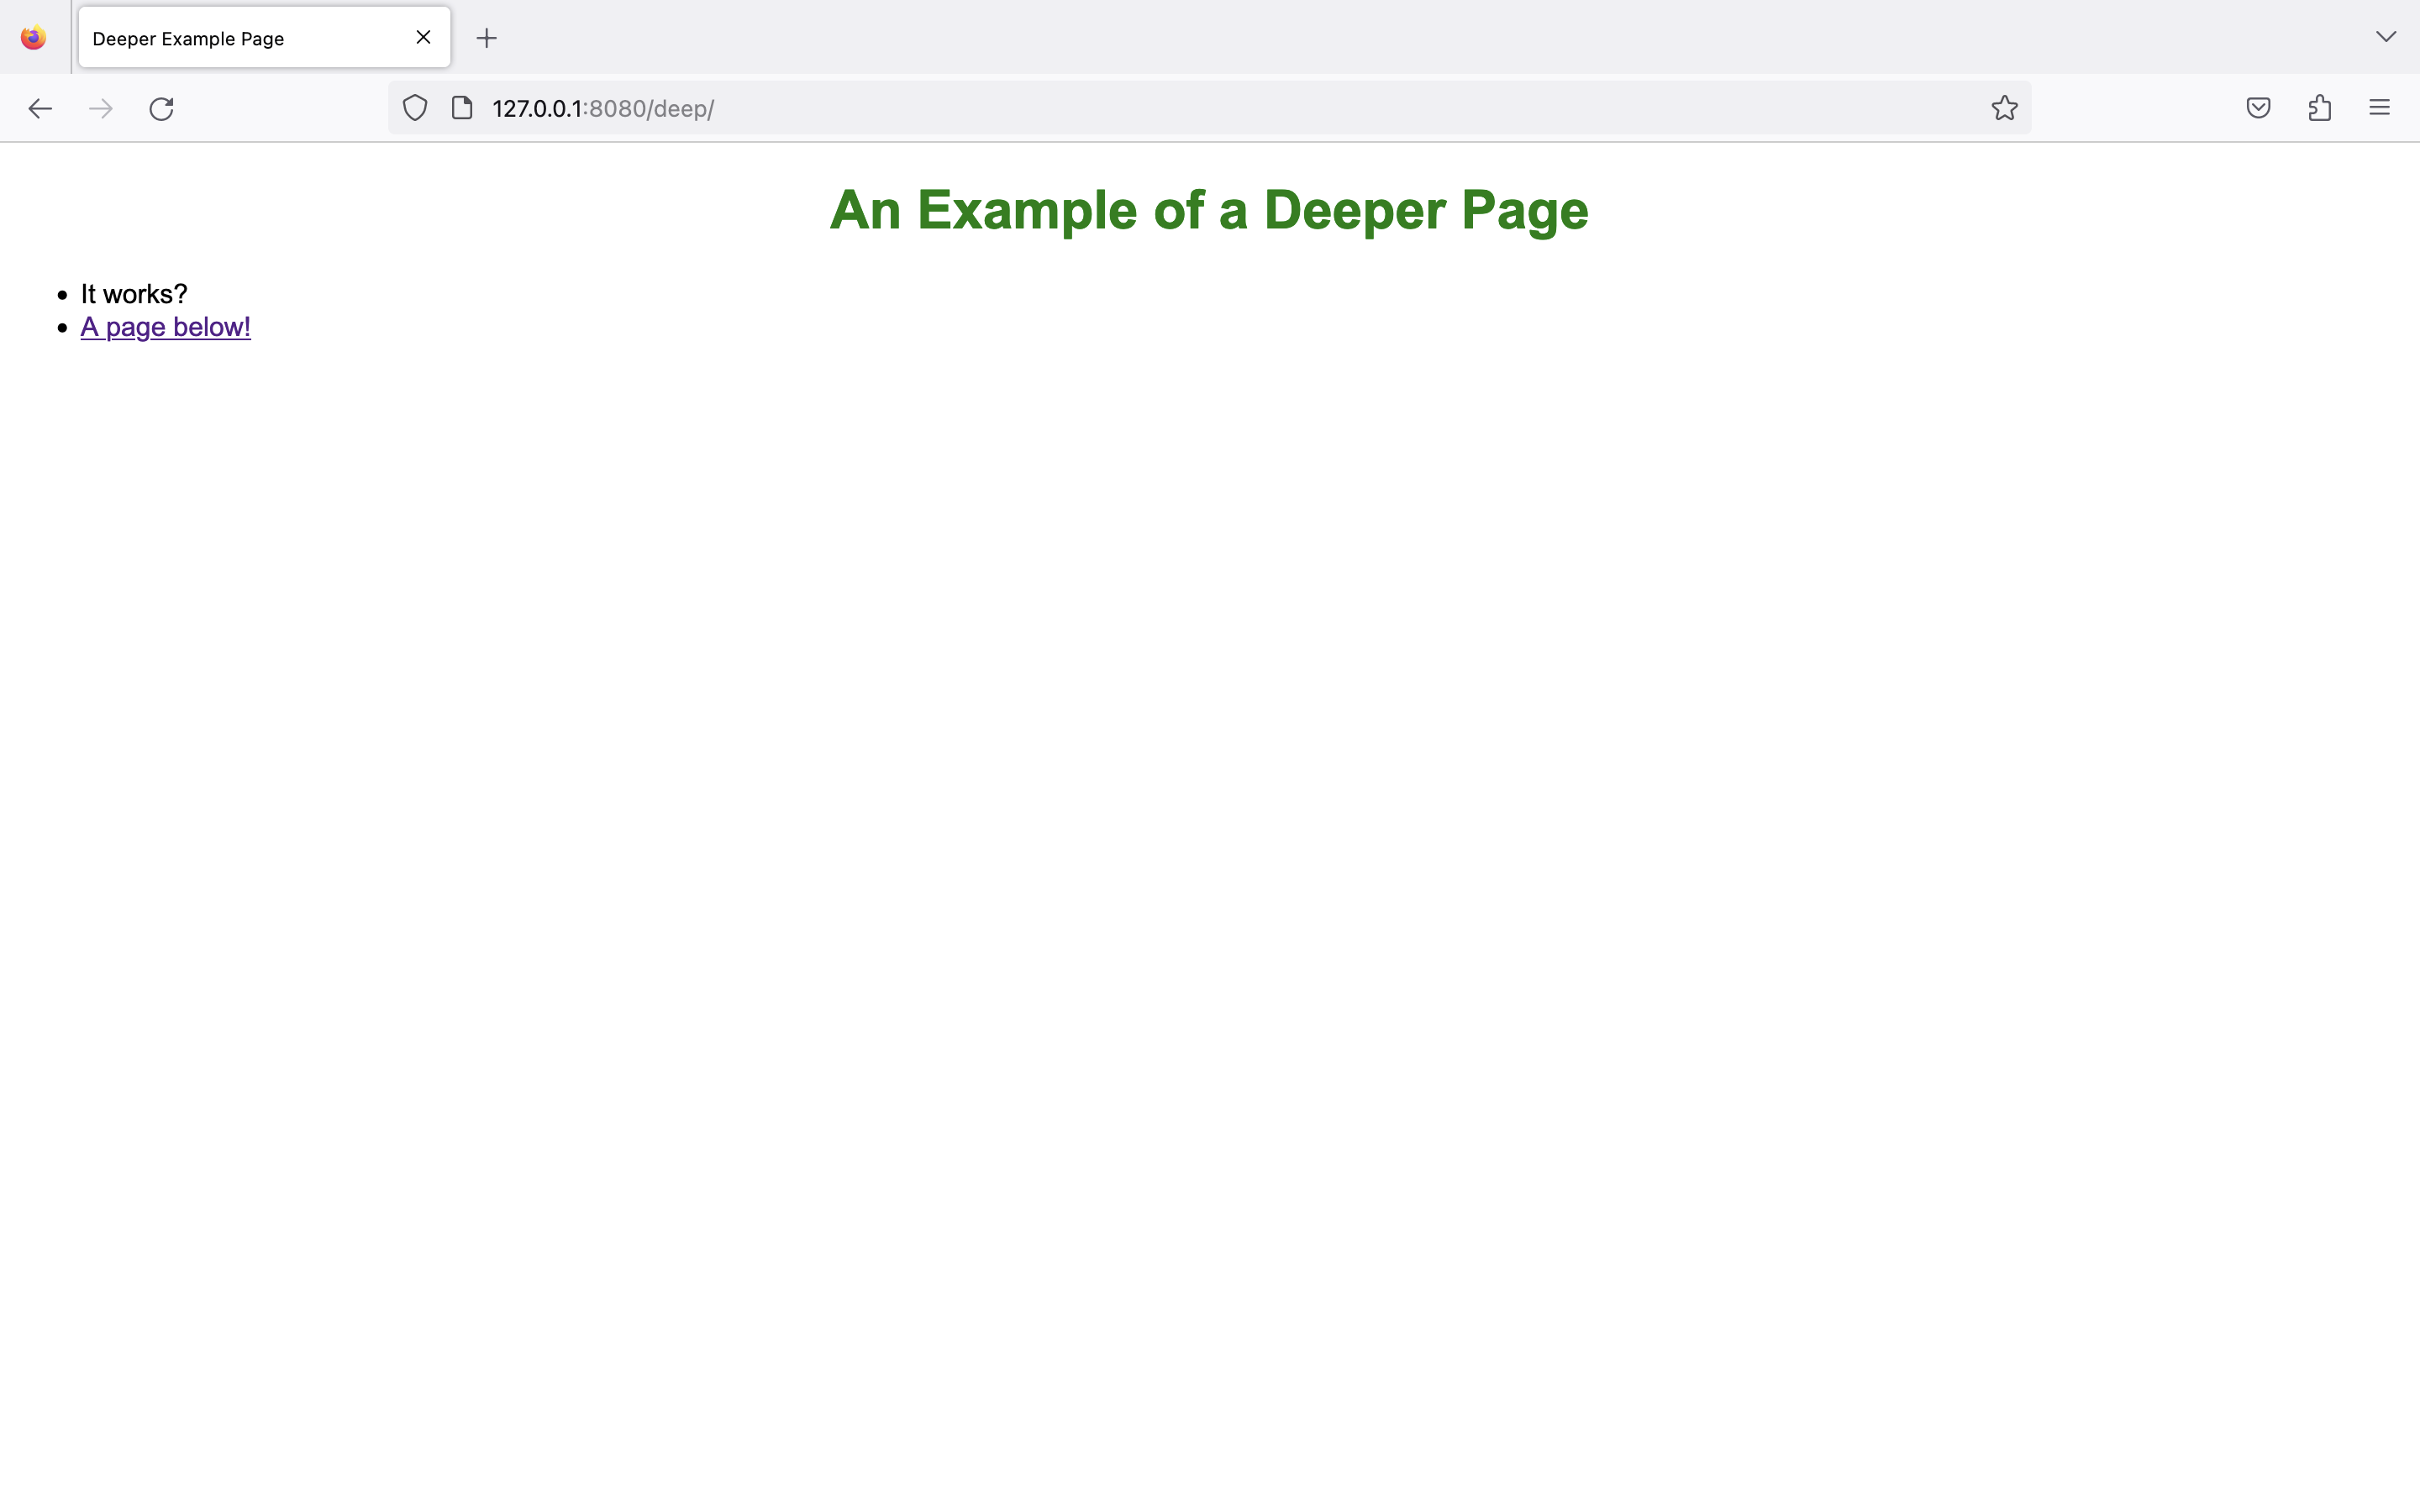 Deeper Example Page
127.0.0.1:8080/deep/
An Example of a Deeper Page
It works?
A page below!